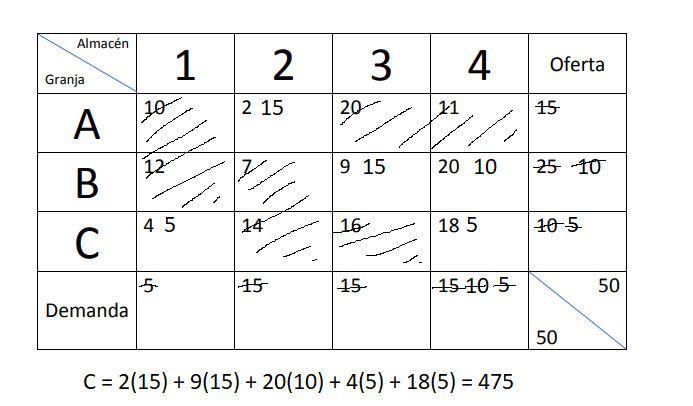 Almacén
Granja
1 2 3 4 Oferta
A 10 2 15 20 11 15
B 12 7 9 15 20 10 25 10
C 4 5 14 16 18 5 10 5
Demanda 5 15 15 15 10 5 50
50
C = 2(15) + 9(15) + 20(10) + 4(5) + 18(5) = 475